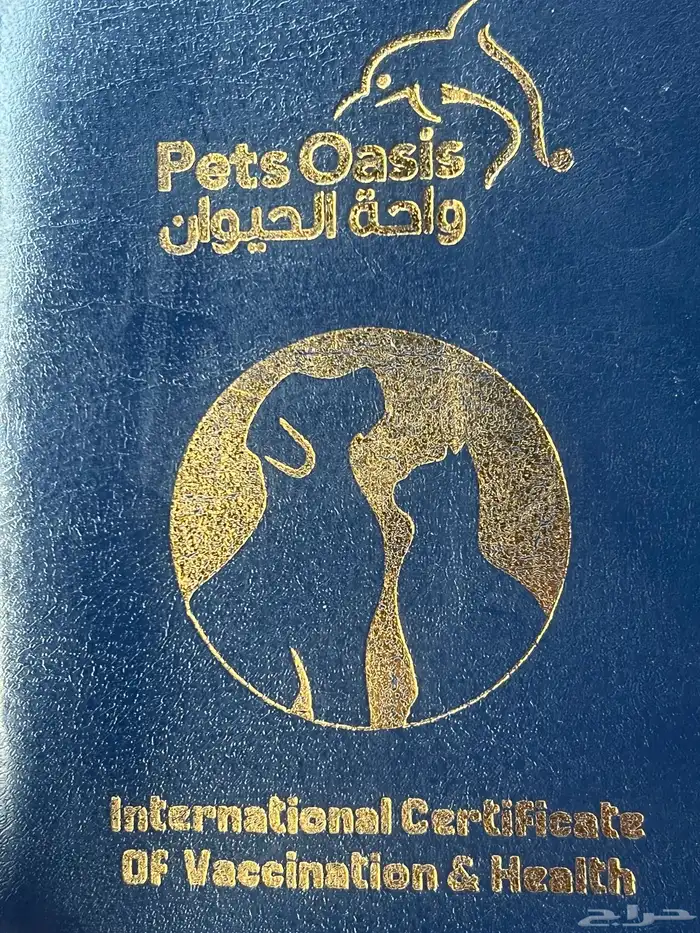 Pets Oasis
واحة الحيوان
International Certificate
Of Vaccination & Health
حراج